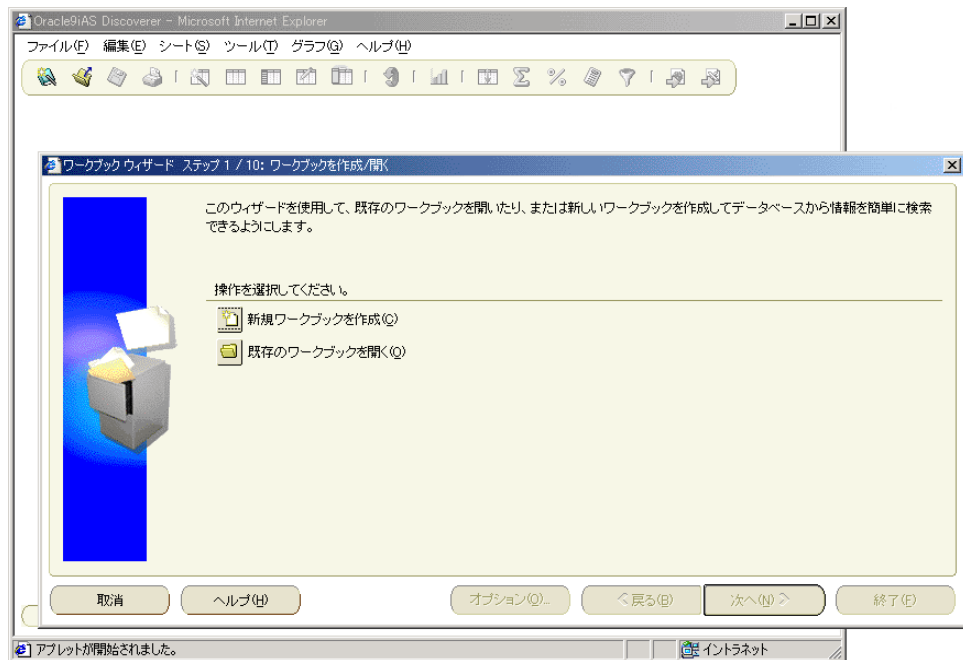 Oracle9iAS Discoverer - Microsoft Internet Explorer
ファイル(F) 編集(E) シート(S) ツール(T) グラフ(G) ヘルプ(H)
ワークブック ウィザード ステップ 1 / 10: ワークブックを作成/開く
このウィザードを使用して、既存のワークブックを開いたり、または新しいワークブックを作成してデータベースから情報を簡単に検索
できるようにします。
操作を選択してください。
新規ワークブックを作成(C)
既存のワークブックを開く(O)
取消 ヘルプ(H) オプション(O)... <戻る(B) 次へ(N)> 終了(F)
アプレットが開始されました。 イントラネット